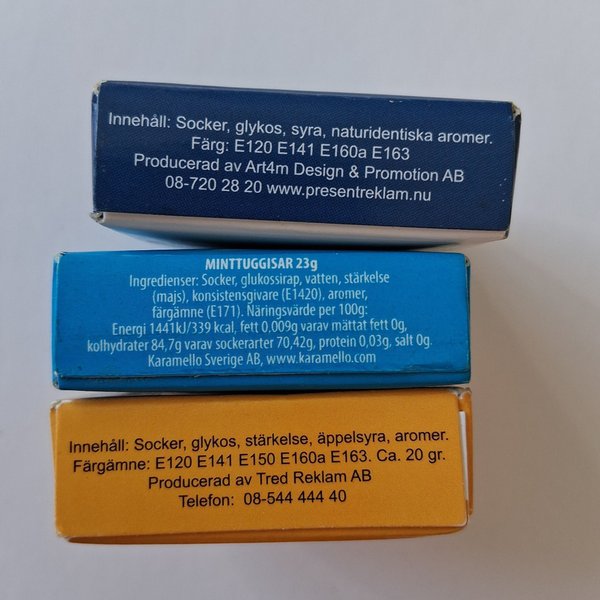 Innehåll: Socker, glykos, syra, naturidentiska aromer.
Färg: E120 E141 E160a E163
Producerad av Art4m Design & Promotion AB
08-720 28 20 www.presentreklam.nu
MINTTUGGISAR 23g
Ingredienser: Socker, glukossirap, vatten, stärkelse
(majs), konsistensgivare (E1420), aromer,
färgämne (E171). Näringsvärde per 100g:
Energi 1441kJ/339 kcal, fett 0,009g varav mättat fett 0g,
kolhydrater 84,7g varav sockerarter 70,42g, protein 0,03g, salt 0g.
Karamello Sverige AB, www.karamello.com
Innehåll: Socker, glykos, stärkelse, äppelsyra, aromer.
Färgämne: E120 E141 E150 E160a E163. Ca. 20 gr.
Producerad av Tred Reklam AB
Telefon: 08-544 444 40